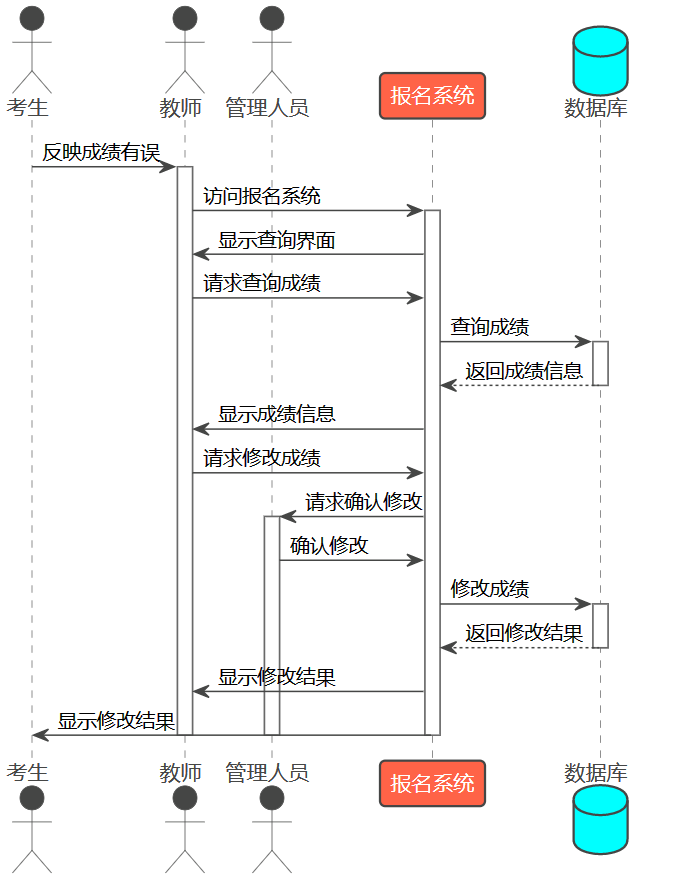 考生
教师
管理人员
报名系统
数据库
反映成绩有误
访问报名系统
显示查询界面
请求查询成绩
查询成绩
返回成绩信息
显示成绩信息
请求修改成绩
请求确认修改
确认修改
修改成绩
返回修改结果
显示修改结果
显示修改结果
考生
教师
管理人员
报名系统
数据库